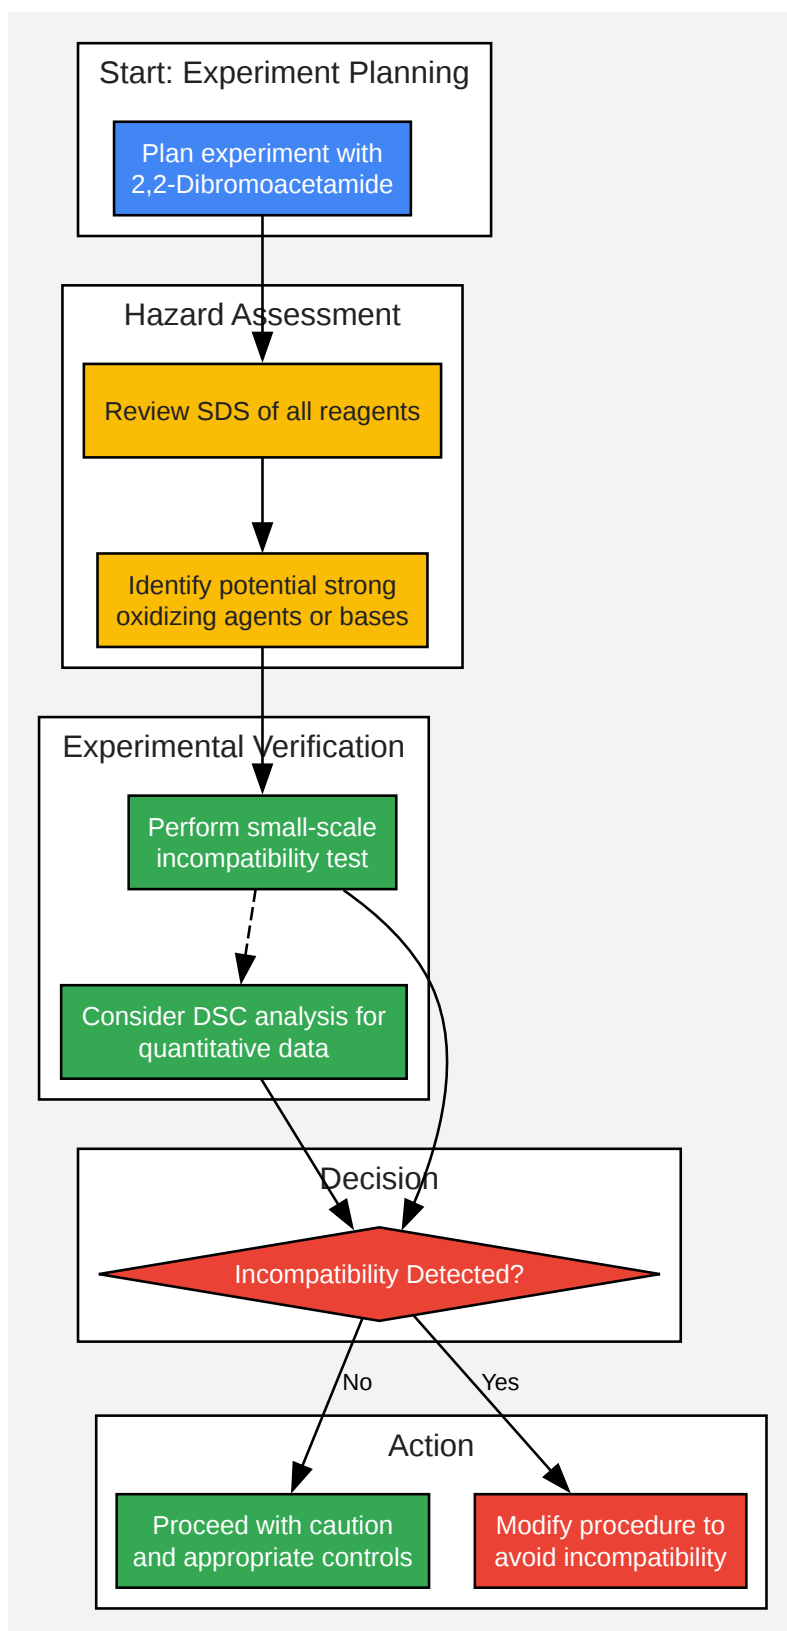 Start: Experiment Planning
Plan experiment with
2,2-Dibromoacetamide
Hazard Assessment
Review SDS of all reagents
Identify potential strong
oxidizing agents or bases
Experimental Verification
Perform small-scale
incompatibility test
Consider DSC analysis for
quantitative data
Decision
Incompatibility Detected?
No
Yes
Action
Proceed with caution
and appropriate controls
Modify procedure to
avoid incompatibility